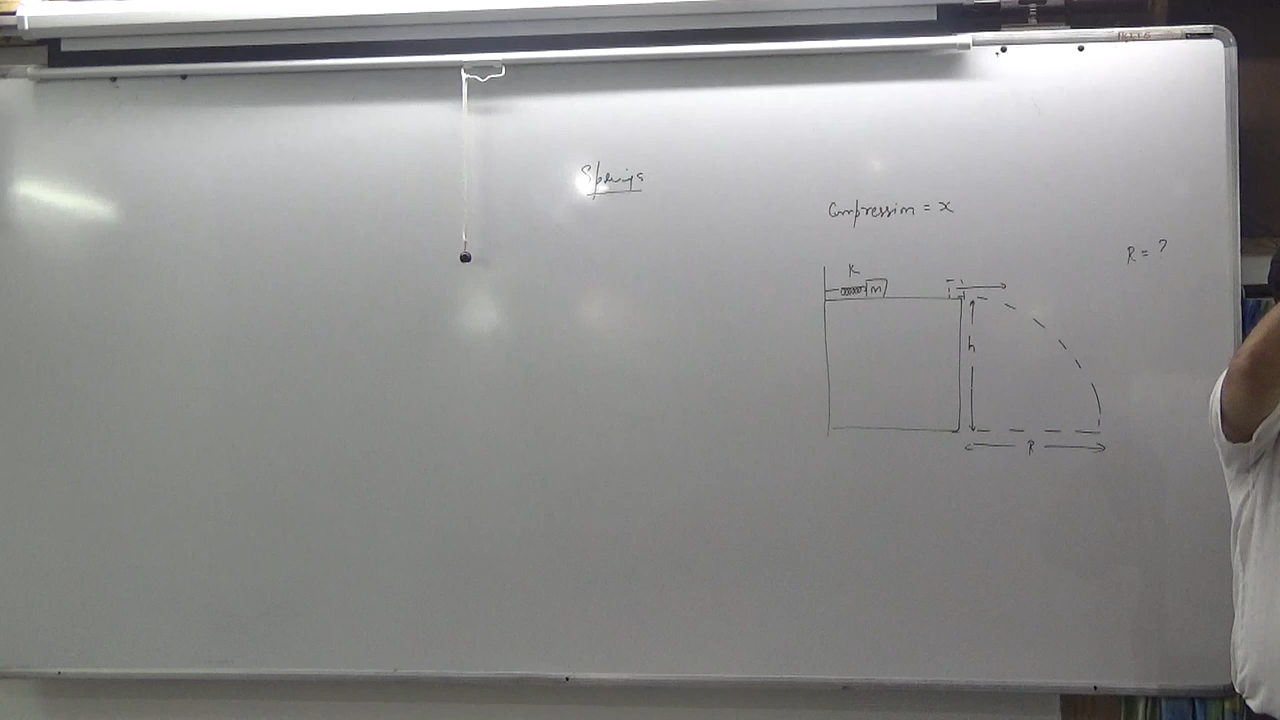 Springs
Compression = x
R = ?
K
m
h
R